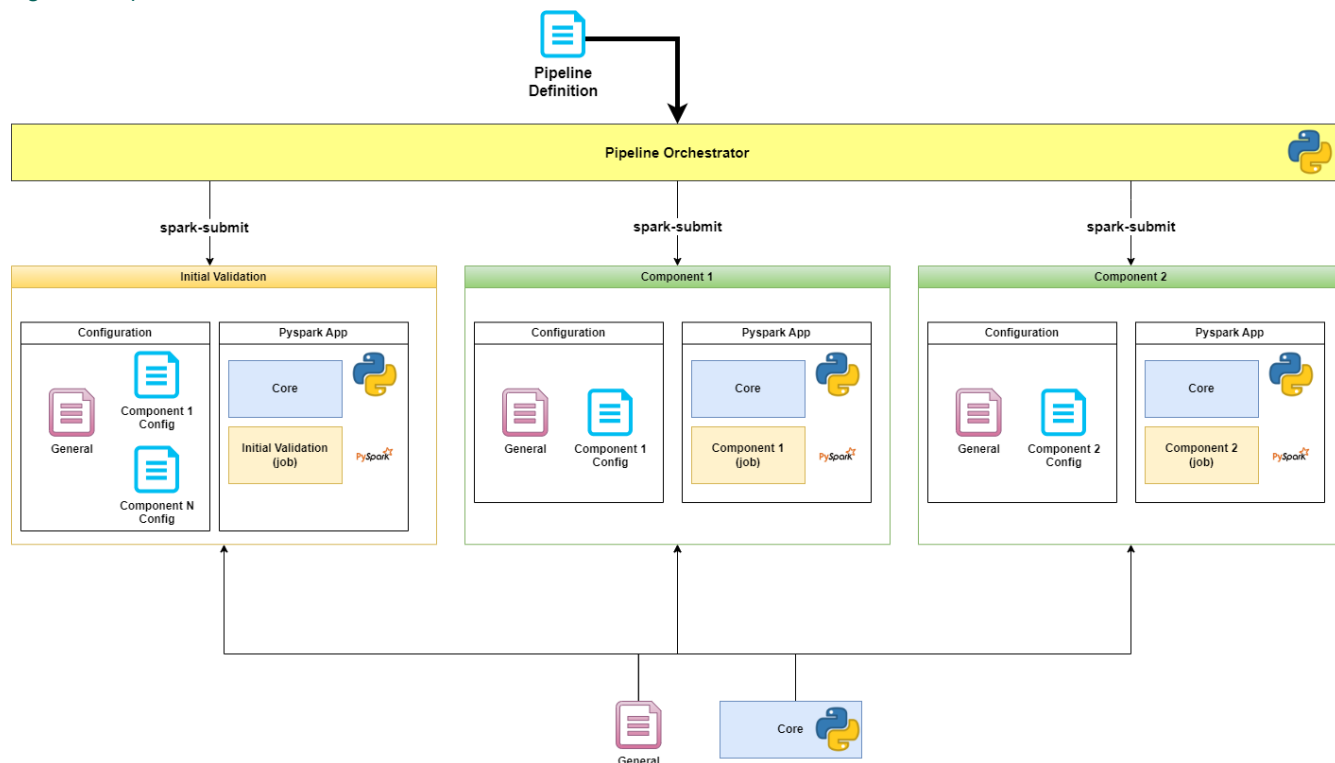 Pipeline
Definition
Pipeline Orchestrator
spark-submit
spark-submit
spark-submit
Initial Validation
Configuration
General
Component 1
Config
Component N
Config
Pyspark App
Core
Initial Validation
(job)
PySpark
Component 1
Configuration
General
Component 1
Config
Pyspark App
Core
Component 1
(job)
PySpark
Component 2
Configuration
General
Component 2
Config
Pyspark App
Core
Component 2
(job)
PySpark
General
Core